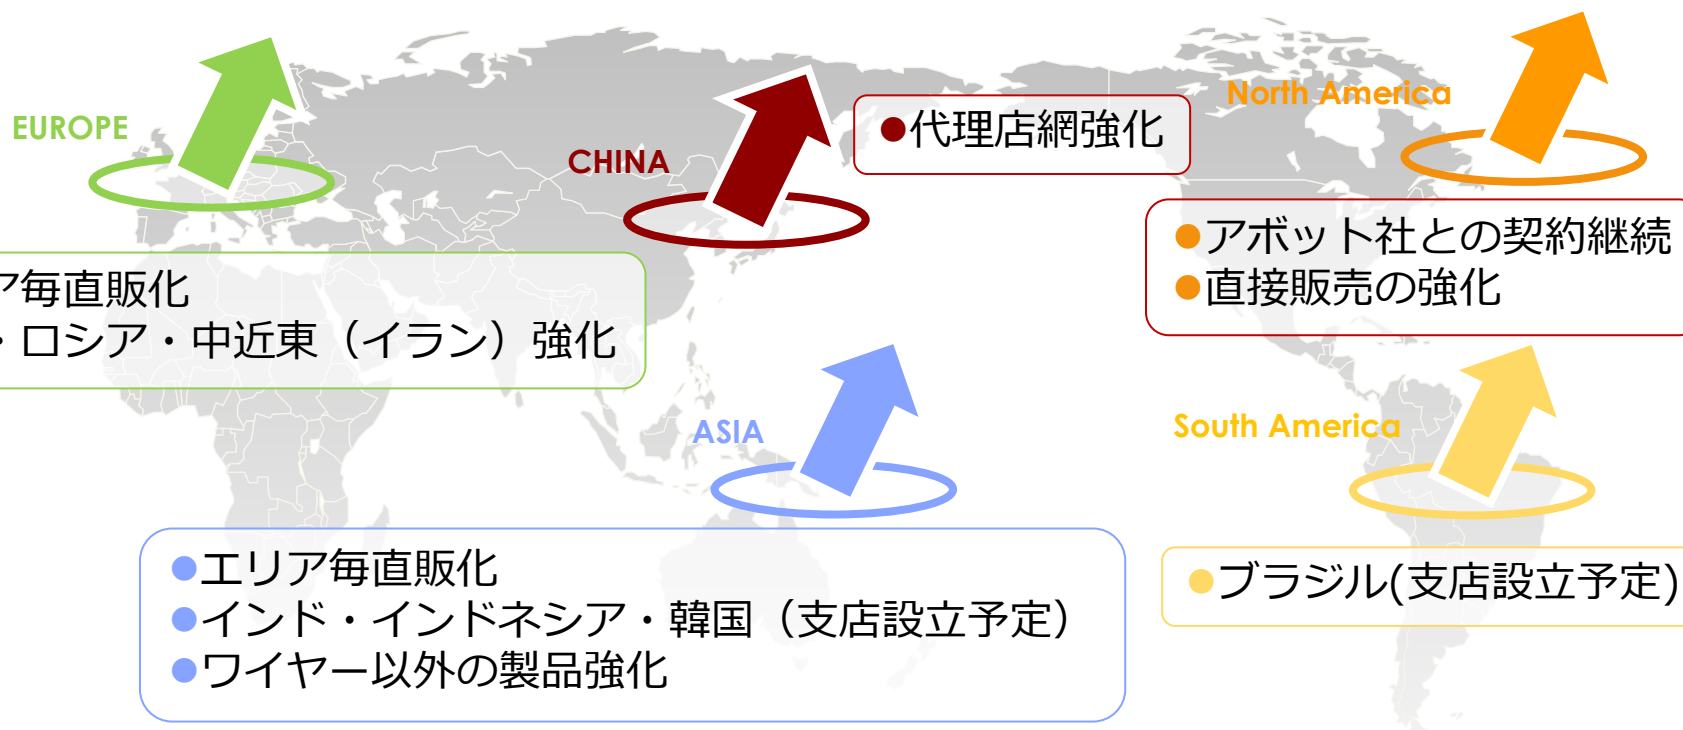 EUROPE
ア毎直販化
・ロシア・中近東（イラン）強化
CHINA
●代理店網強化
North America
●アボット社との契約継続
●直接販売の強化
ASIA
●エリア毎直販化
●インド・インドネシア・韓国（支店設立予定）
●ワイヤー以外の製品強化
South America
●ブラジル(支店設立予定)